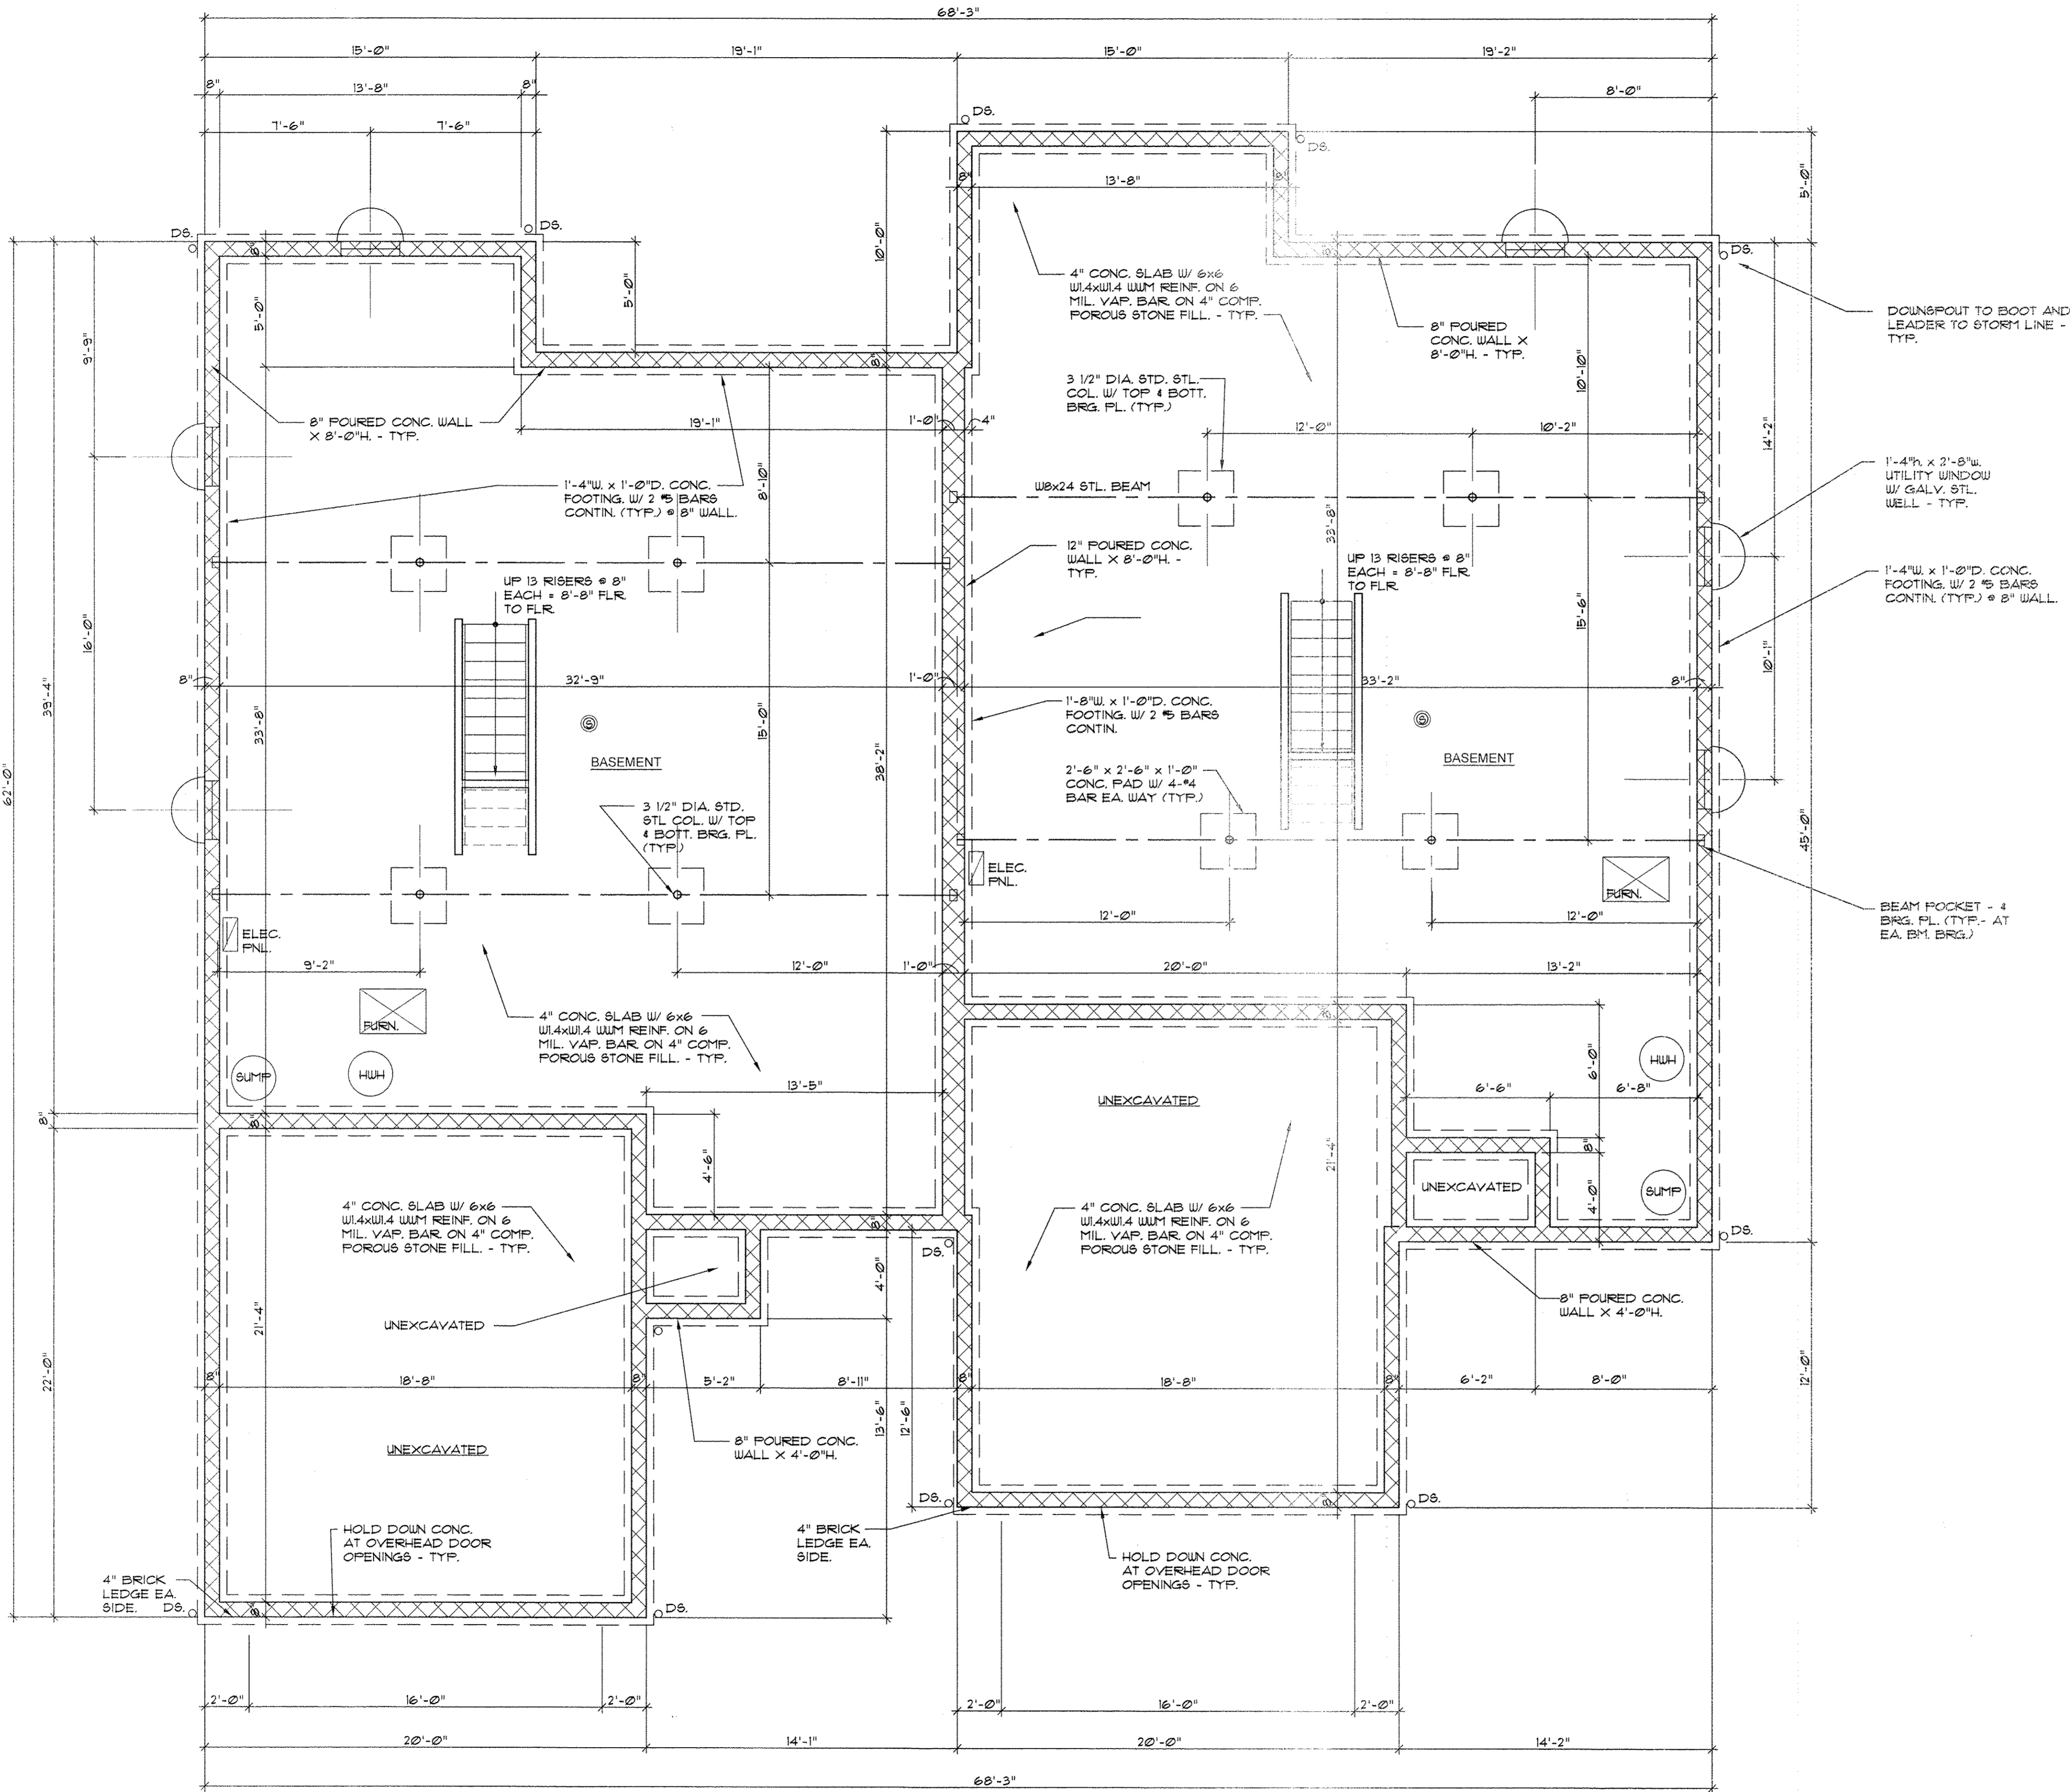 68'-3"
15'-0" 19'-1" 15'-0" 19'-2"
8" 13'-8" 8" 8'-0"
7'-6" 7'-6"
DS.
DS.
DS.
DS.
DS.
8" 13'-8" 8"
5'-0"
10'-0"
8"
5'-0"
5'-0"
8"
8"
9'-9"
16'-0"
39'-4"
62'-0"
8"
22'-0"
4" CONC. SLAB W/ 6x6
W1.4xW1.4 WWM REINF. ON 6
MIL. VAP. BAR. ON 4" COMP.
POROUS STONE FILL. - TYP.
8" POURED
CONC. WALL X
8'-0"H. - TYP.
DOWNSPOUT TO BOOT AND
LEADER TO STORM LINE -
TYP.
3 1/2" DIA. STD. STL.
COL. W/ TOP & BOTT.
BRG. PL. (TYP.)
8" POURED CONC. WALL
X 8'-0"H. - TYP.
19'-1" 1'-0" 4"
12'-0" 10'-2"
10'-10"
14'-2"
8'-10"
W8x24 STL. BEAM
1'-4"W. x 1'-0"D. CONC.
FOOTING. W/ 2 #5 BARS
CONTIN. (TYP.) @ 8" WALL.
1'-4"h. x 2'-8"w.
UTILITY WINDOW
W/ GALV. STL.
WELL - TYP.
33'-8"
12" POURED CONC.
WALL X 8'-0"H. -
TYP.
UP 13 RISERS @ 8"
EACH = 8'-8" FLR.
TO FLR.
UP 13 RISERS @ 8"
EACH = 8'-8" FLR.
TO FLR.
1'-4"W. x 1'-0"D. CONC.
FOOTING. W/ 2 #5 BARS
CONTIN. (TYP.) @ 8" WALL.
15'-6"
10'-1"
8" 32'-9" 1'-0" 33'-2" 8"
33'-8"
15'-0"
38'-2"
45'-0"
S
S
1'-8"W. x 1'-0"D. CONC.
FOOTING. W/ 2 #5 BARS
CONTIN.
BASEMENT
BASEMENT
2'-6" x 2'-6" x 1'-0"
CONC. PAD W/ 4-#4
BAR EA. WAY (TYP.)
3 1/2" DIA. STD.
STL COL. W/ TOP
& BOTT. BRG. PL.
(TYP.)
ELEC.
PNL.
ELEC.
PNL.
FURN.
BEAM POCKET - &
BRG. PL. (TYP.- AT
EA. BM. BRG.)
12'-0" 12'-0"
9'-2" 12'-0" 1'-0" 20'-0" 13'-2"
FURN.
4" CONC. SLAB W/ 6x6
W1.4xW1.4 WWM REINF. ON 6
MIL. VAP. BAR. ON 4" COMP.
POROUS STONE FILL. - TYP.
SUMP
HWH
HWH
8"
6'-0"
13'-5"
6'-6" 6'-8"
UNEXCAVATED
8"
4'-6"
8"
21'-4"
8"
4'-0"
UNEXCAVATED
SUMP
4" CONC. SLAB W/ 6x6
W1.4xW1.4 WWM REINF. ON 6
MIL. VAP. BAR. ON 4" COMP.
POROUS STONE FILL. - TYP.
4" CONC. SLAB W/ 6x6
W1.4xW1.4 WWM REINF. ON 6
MIL. VAP. BAR. ON 4" COMP.
POROUS STONE FILL. - TYP.
DS.
DS.
4'-0"
8" POURED CONC.
WALL X 4'-0"H.
UNEXCAVATED
21'-4"
8" 18'-8" 8" 5'-2" 8'-11" 8" 18'-8" 8" 6'-2" 8'-0"
12'-0"
13'-6"
12'-6"
8" POURED CONC.
WALL X 4'-0"H.
UNEXCAVATED
DS.
8"
DS.
HOLD DOWN CONC.
AT OVERHEAD DOOR
OPENINGS - TYP.
4" BRICK
LEDGE EA.
SIDE.
HOLD DOWN CONC.
AT OVERHEAD DOOR
OPENINGS - TYP.
4" BRICK
LEDGE EA.
SIDE.
DS.
8"
DS.
2'-0" 16'-0" 2'-0" 2'-0" 16'-0" 2'-0"
20'-0" 14'-1" 20'-0" 14'-2"
68'-3"